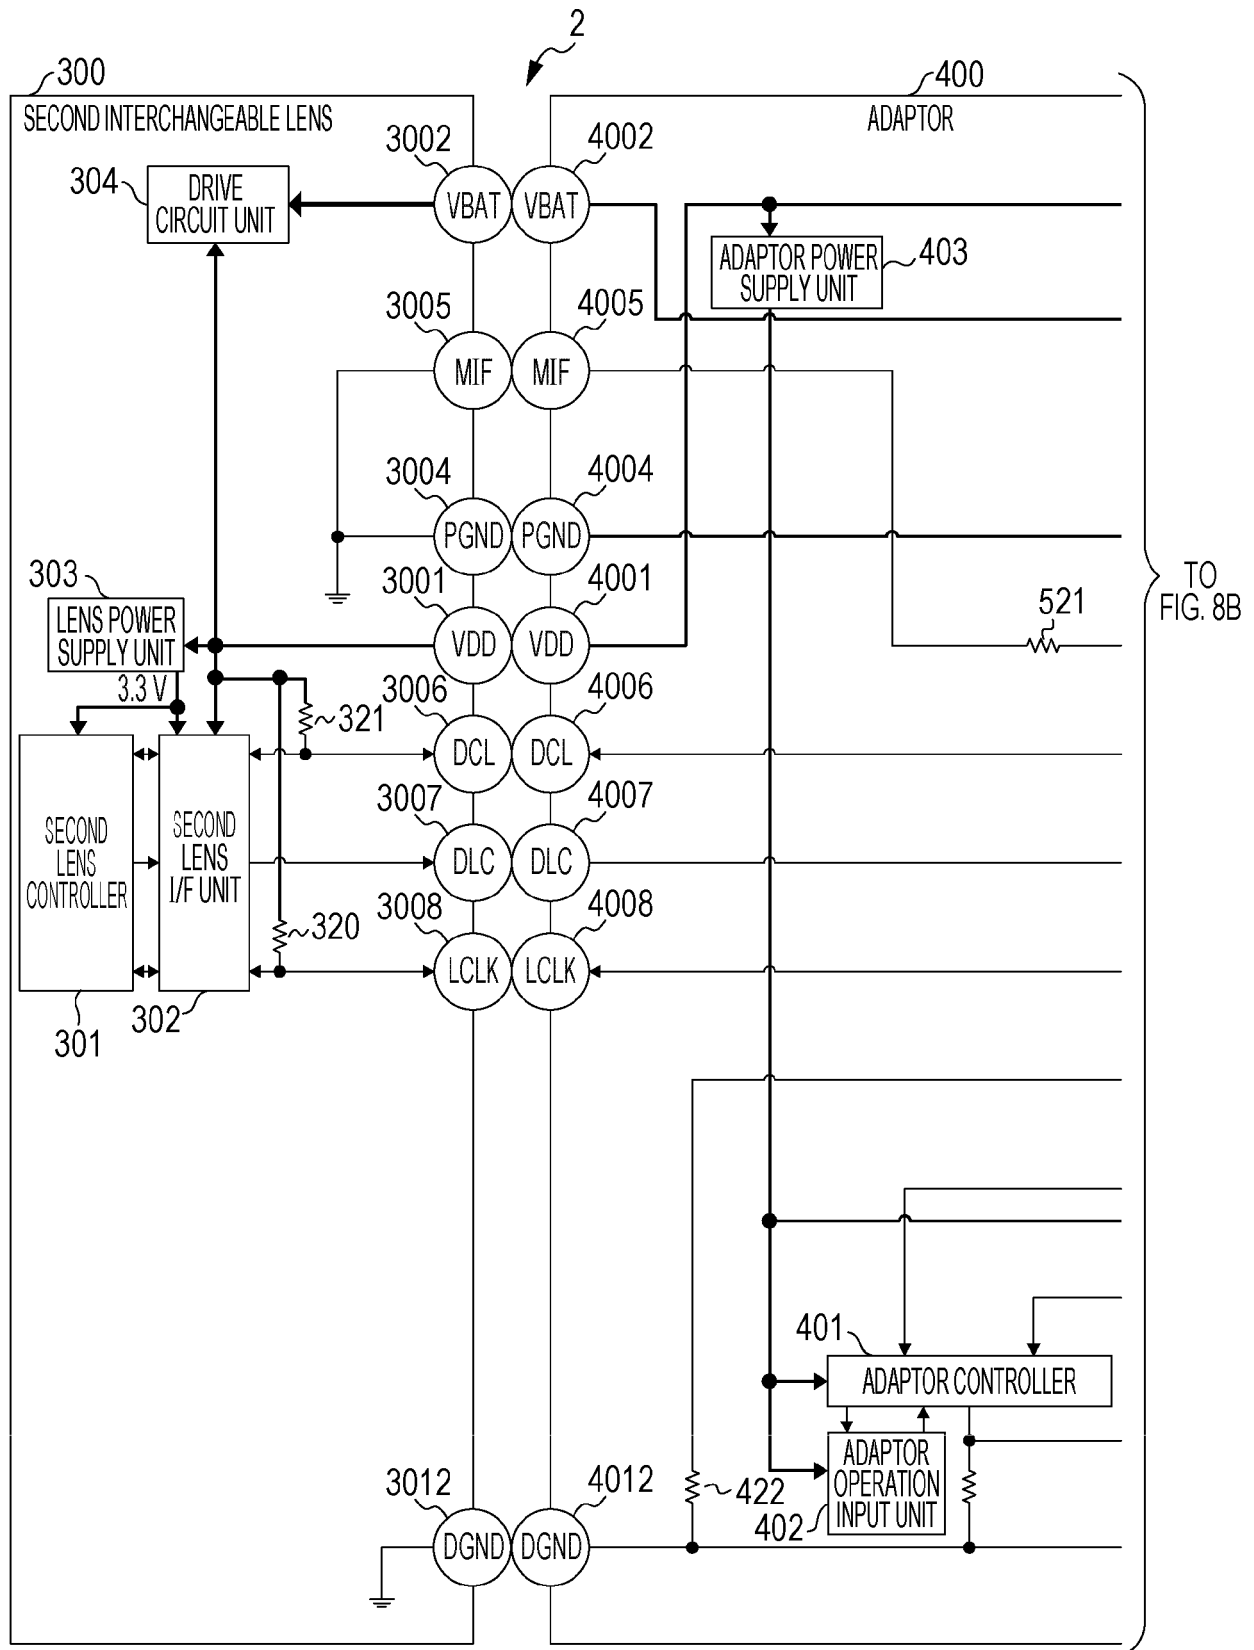 2
300
SECOND INTERCHANGEABLE LENS
400
ADAPTOR
3002
4002
304
DRIVE
CIRCUIT UNIT
VBAT
VBAT
ADAPTOR POWER
SUPPLY UNIT
403
3005
4005
MIF
MIF
3004
4004
PGND
PGND
303
LENS POWER
SUPPLY UNIT
3.3 V
3001
4001
VDD
VDD
521
TO
FIG. 8B
321
3006
4006
DCL
DCL
3007
4007
DLC
DLC
SECOND
LENS
CONTROLLER
SECOND
LENS
I/F UNIT
320
3008
4008
LCLK
LCLK
301
302
401
ADAPTOR CONTROLLER
ADAPTOR
OPERATION
INPUT UNIT
402
422
3012
4012
DGND
DGND